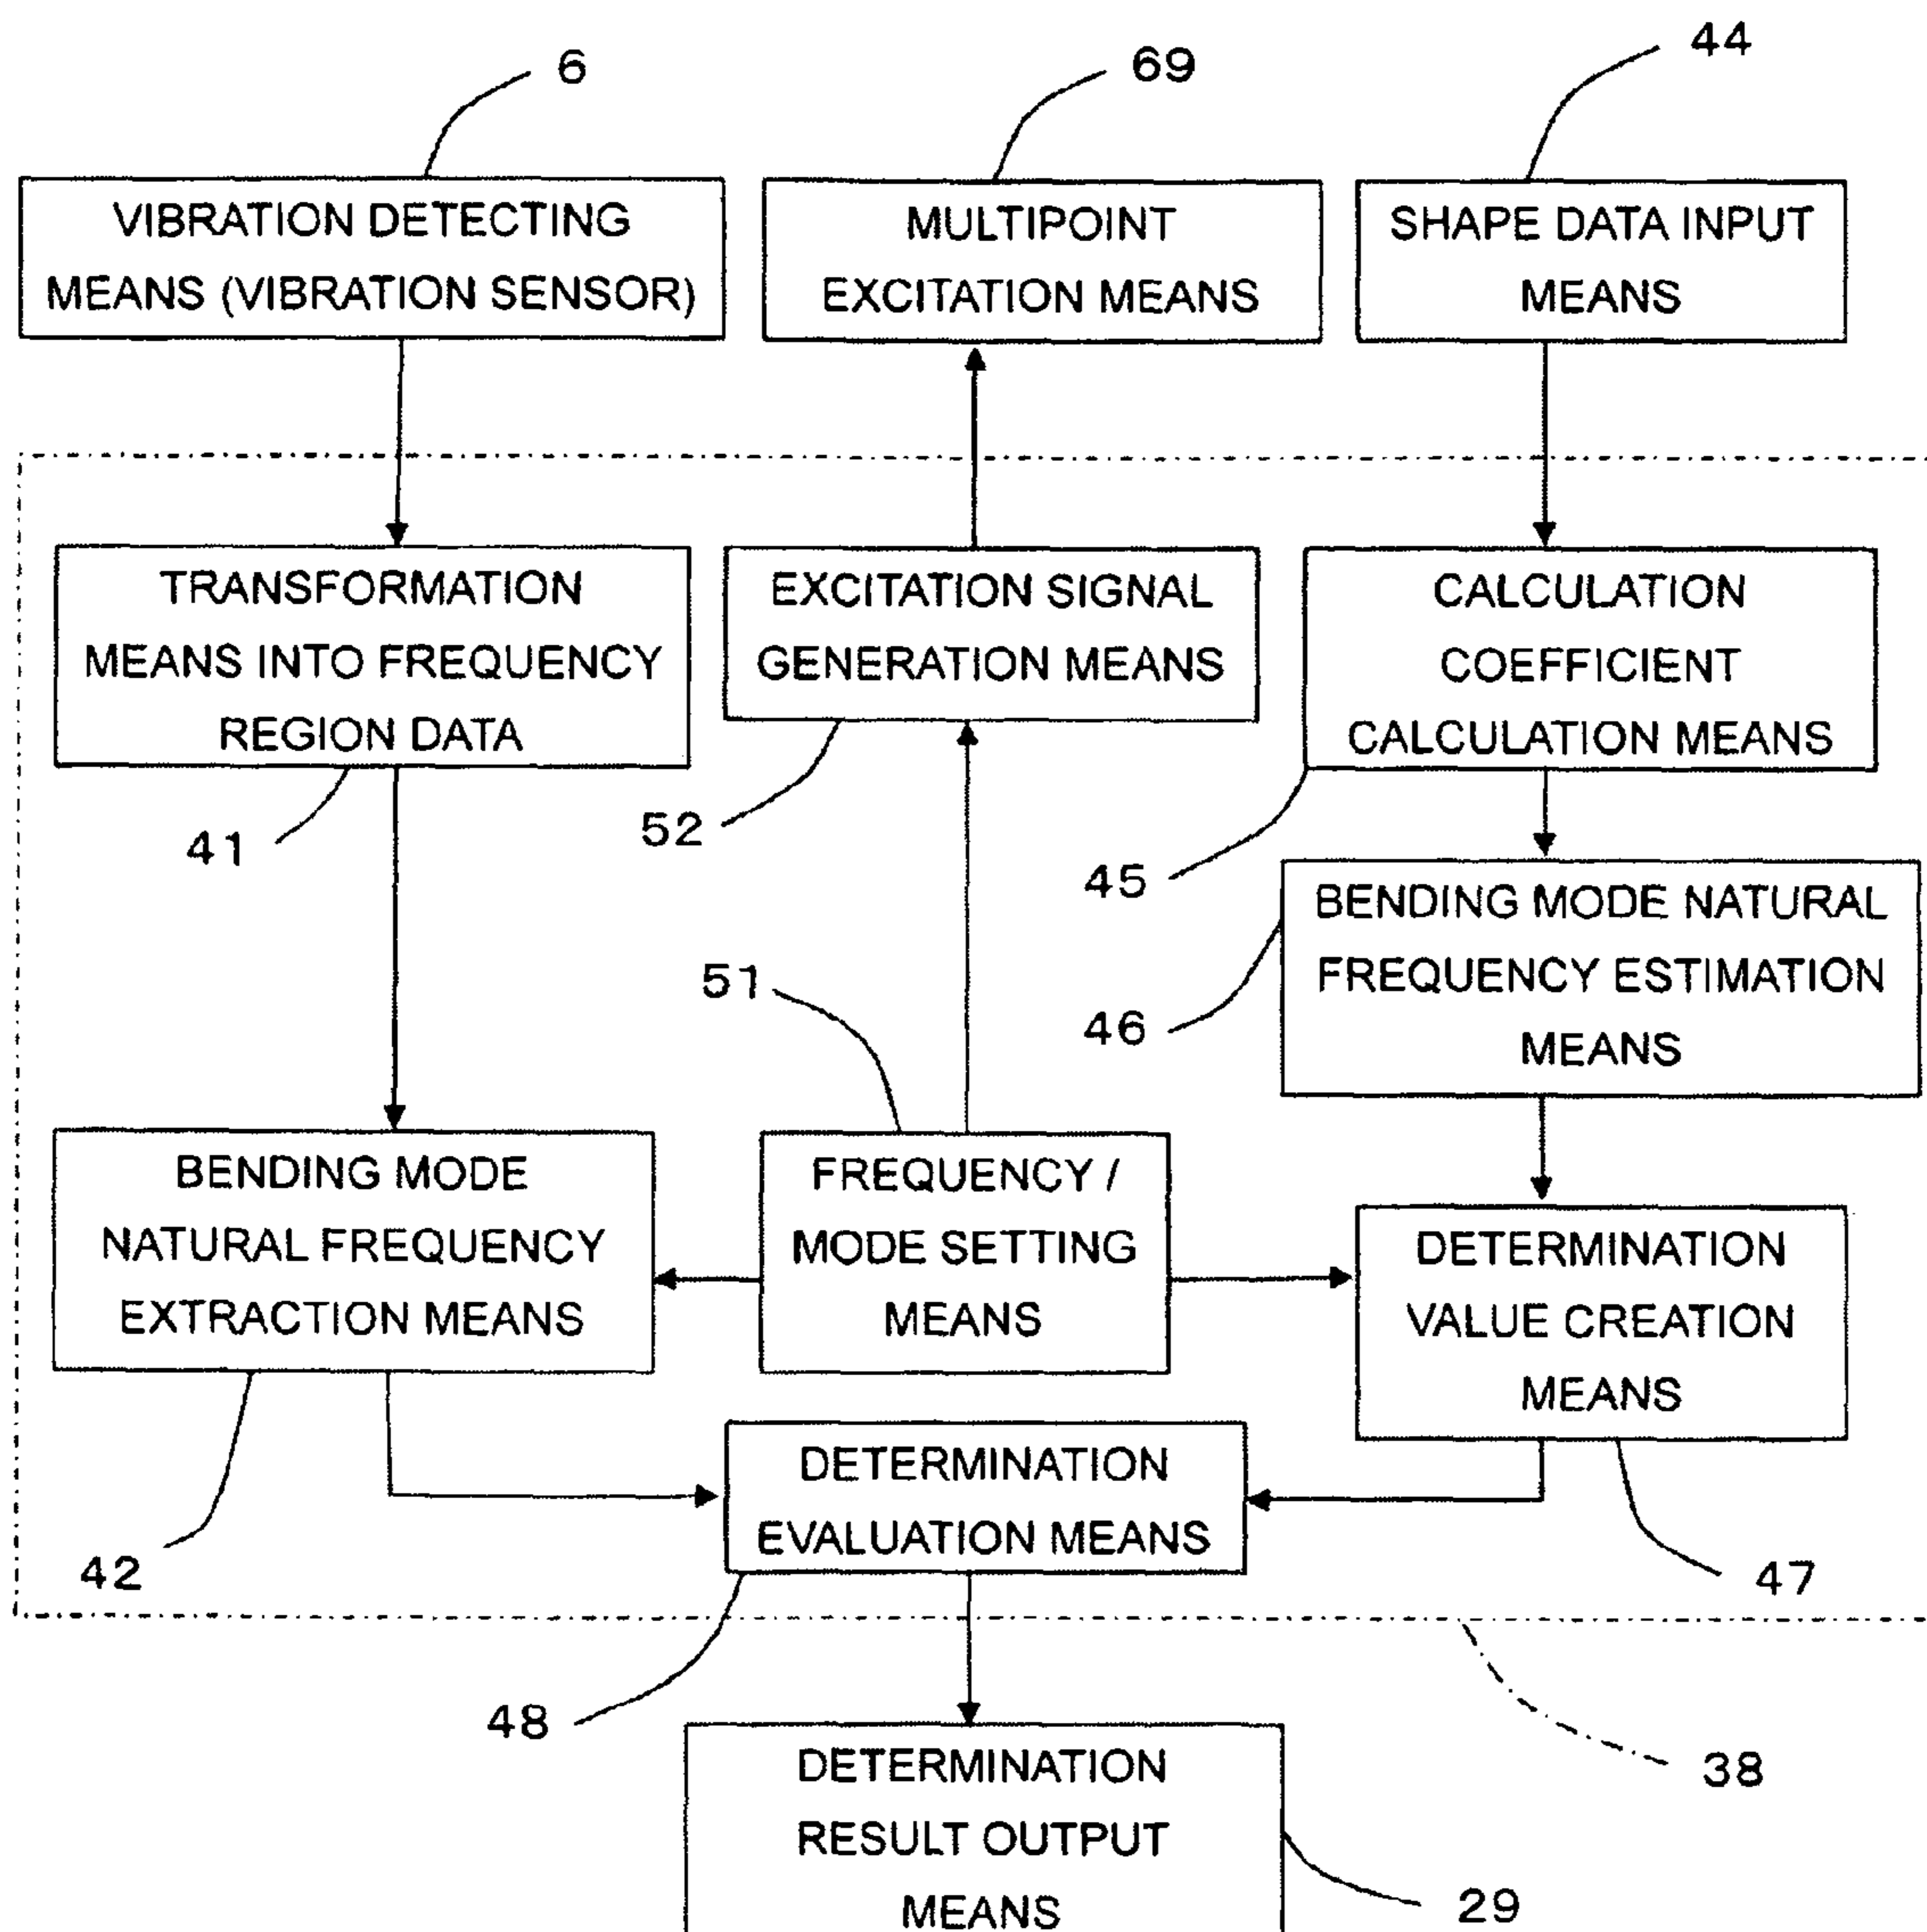 6
69
44
VIBRATION DETECTING
MEANS (VIBRATION SENSOR)
MULTIPOINT
EXCITATION MEANS
SHAPE DATA INPUT
MEANS
TRANSFORMATION
MEANS INTO FREQUENCY
REGION DATA
EXCITATION SIGNAL
GENERATION MEANS
CALCULATION
COEFFICIENT
CALCULATION MEANS
41
52
45
BENDING MODE NATURAL
FREQUENCY ESTIMATION
MEANS
51
46
BENDING MODE
NATURAL FREQUENCY
EXTRACTION MEANS
FREQUENCY /
MODE SETTING
MEANS
DETERMINATION
VALUE CREATION
MEANS
DETERMINATION
EVALUATION MEANS
42
47
48
38
DETERMINATION
RESULT OUTPUT
MEANS
29